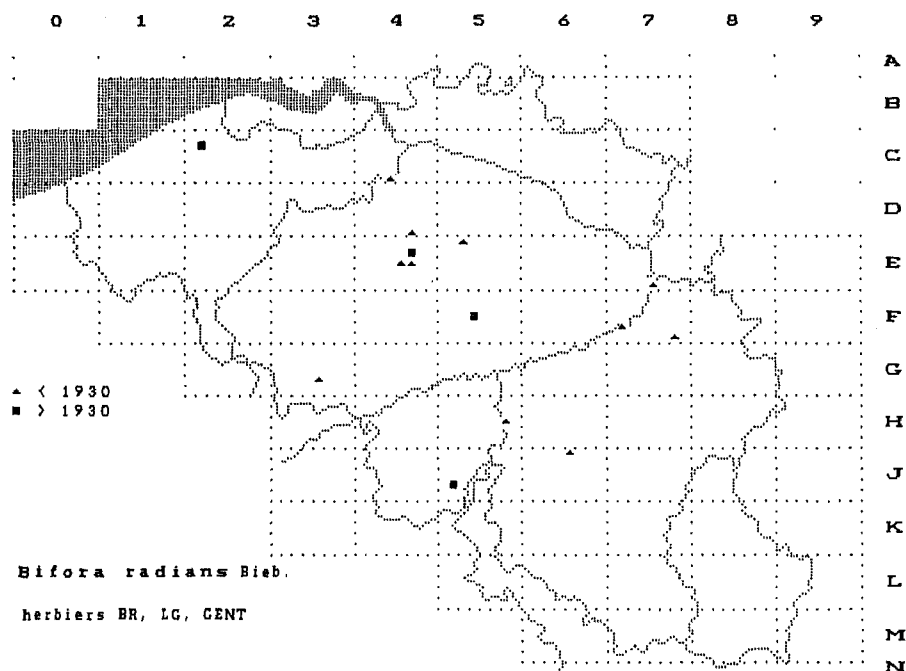 0 1 2 3 4 5 6 7 8 9
A
B
C
D
E
F
G
▲ < 1930
■ > 1930
H
J
K
Bifora radians Bieb.
L
herbiers BR, LG, GENT
M
N